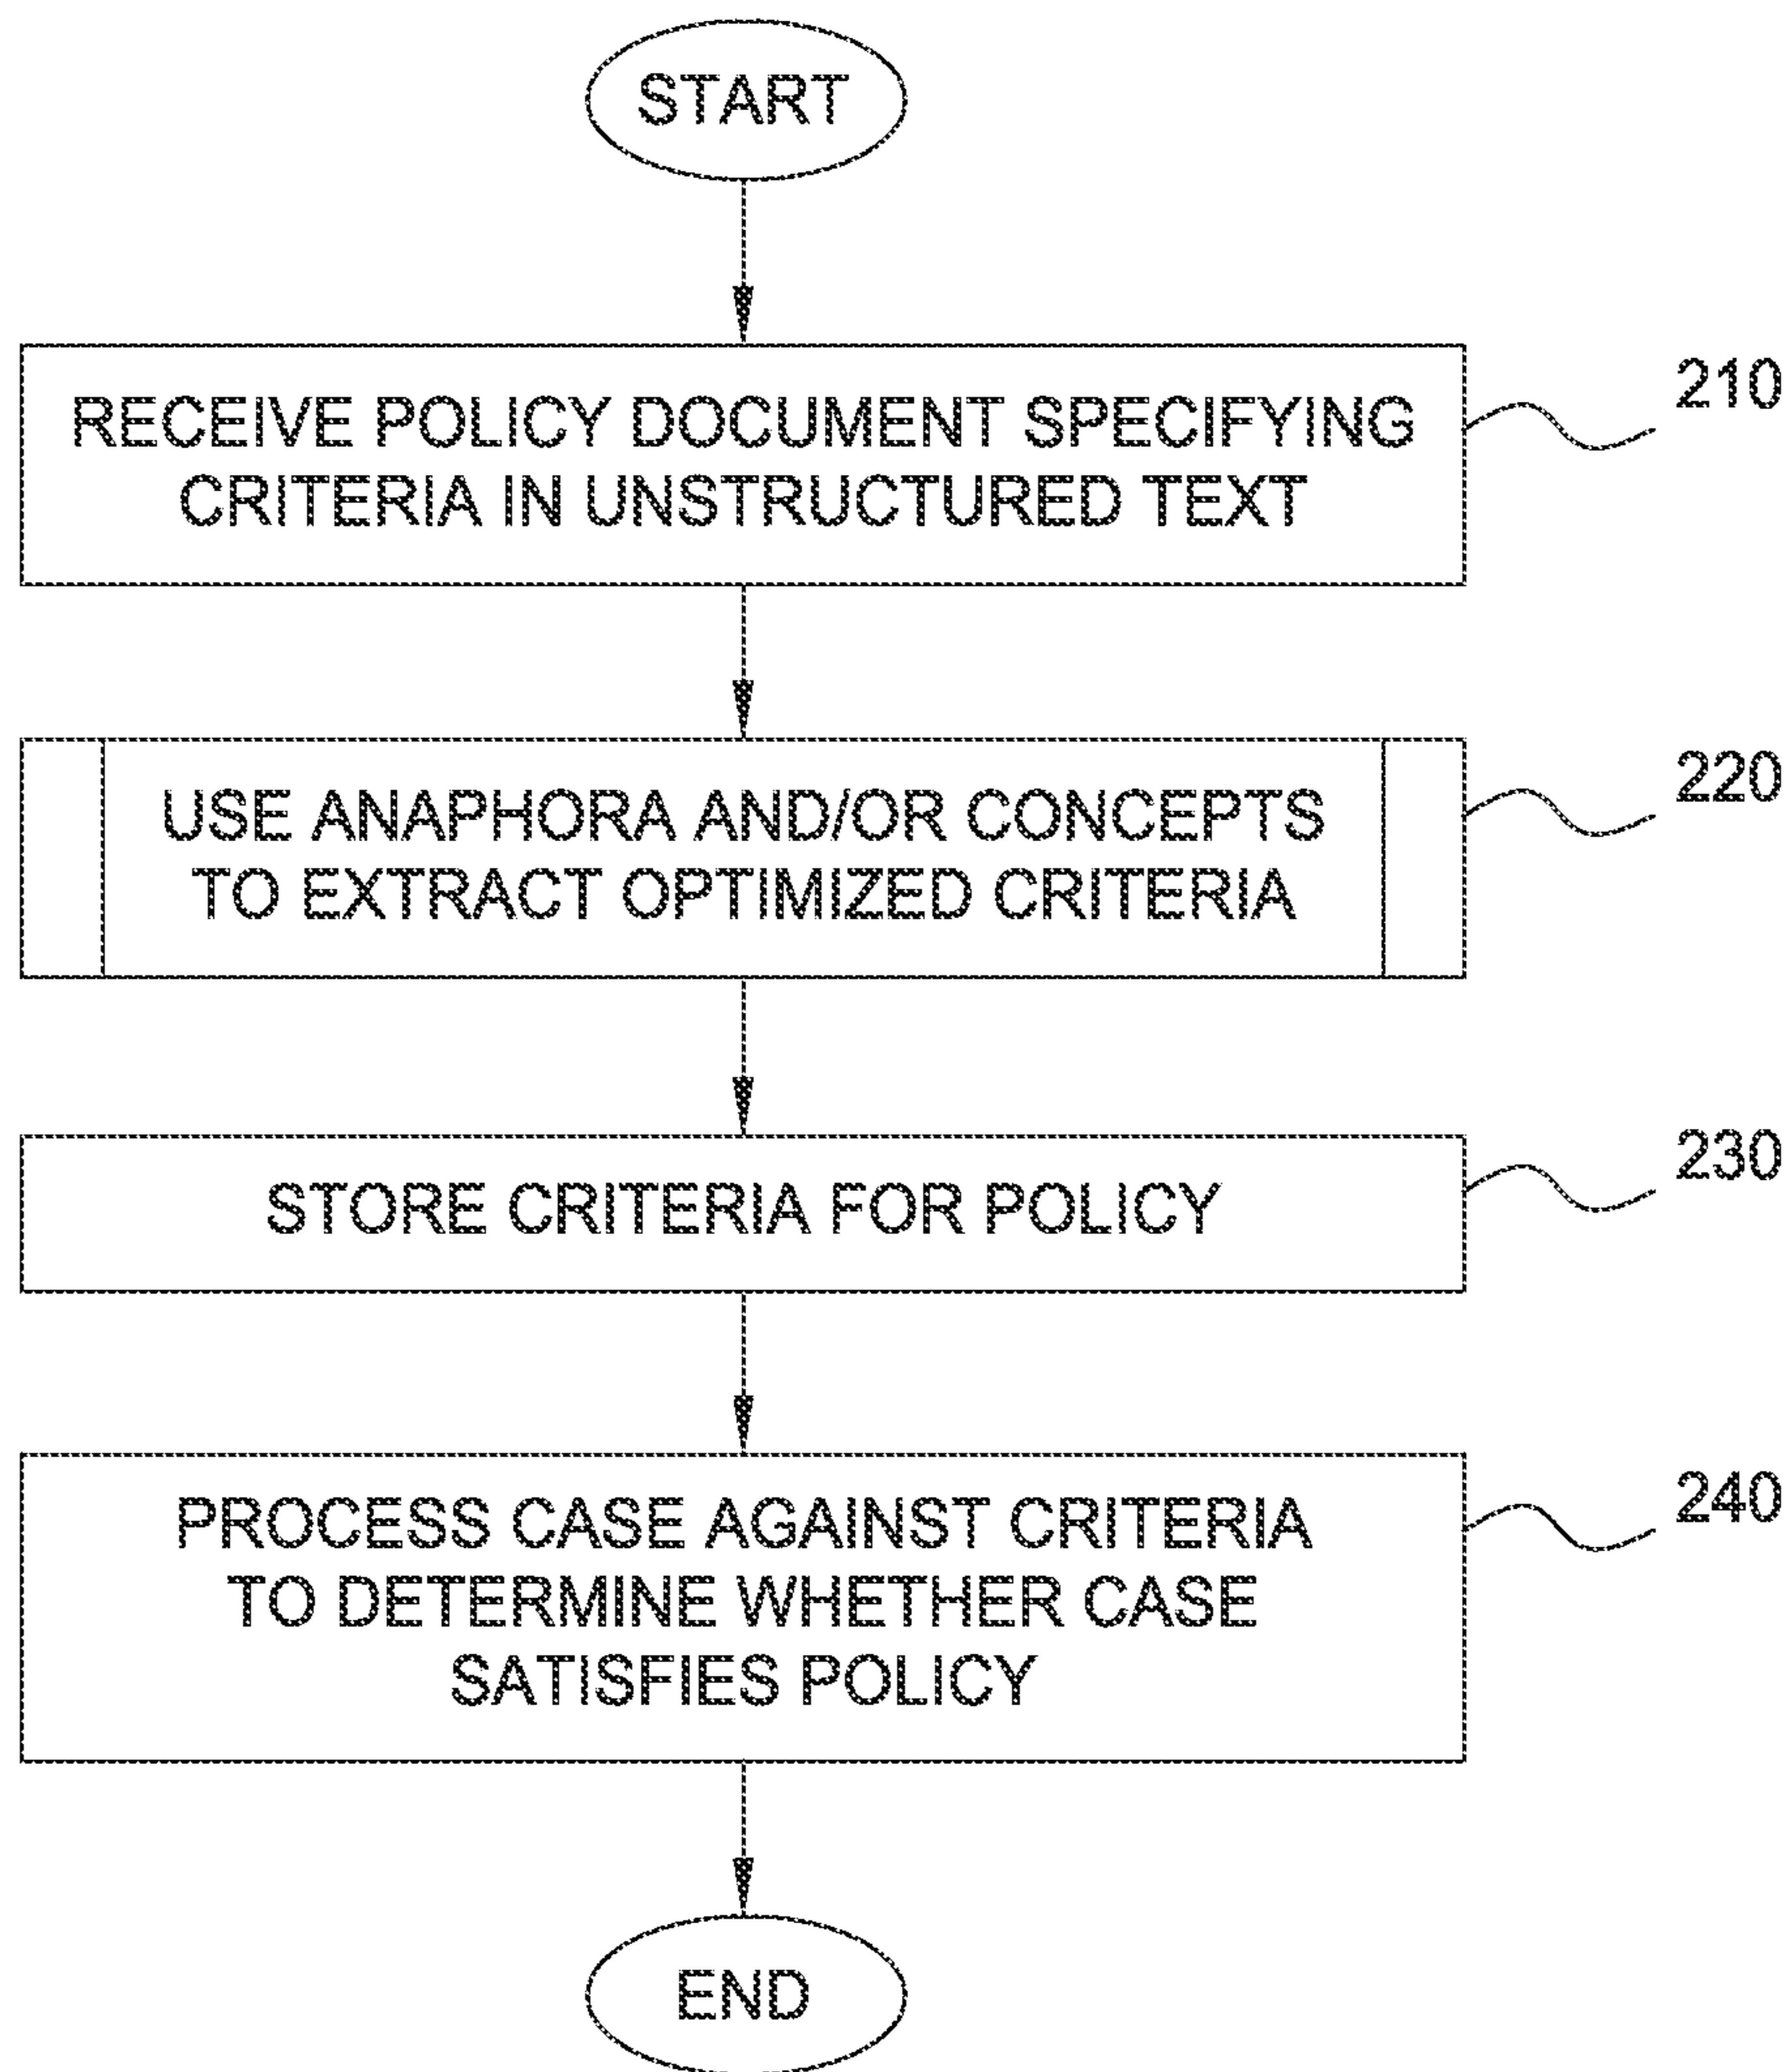 START
RECEIVE POLICY DOCUMENT SPECIFYING
CRITERIA IN UNSTRUCTURED TEXT
210
USE ANAPHORA AND/OR CONCEPTS
TO EXTRACT OPTIMIZED CRITERIA
220
STORE CRITERIA FOR POLICY
230
PROCESS CASE AGAINST CRITERIA
TO DETERMINE WHETHER CASE
SATISFIES POLICY
240
END